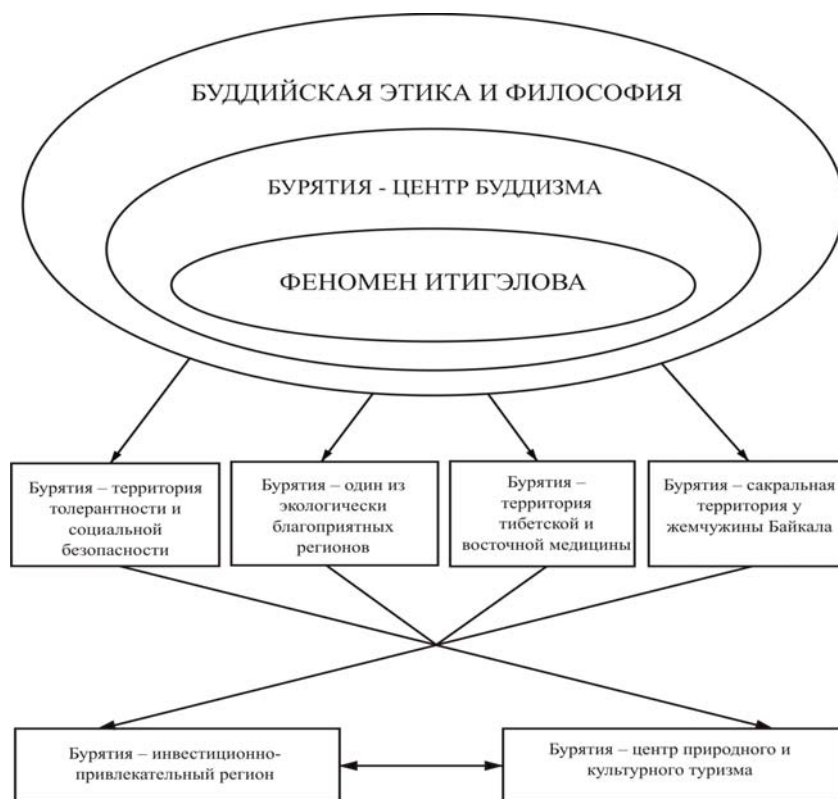 БУДДИЙСКАЯ ЭТИКА И ФИЛОСОФИЯ
БУРЯТИЯ - ЦЕНТР БУДДИЗМА
ФЕНОМЕН ИТИГЭЛОВА
Бурятия – территория
толерантности и
социальной
безопасности
Бурятия – один из
экологически
благоприятных
регионов
Бурятия –
территория
тибетской и
восточной медицины
Бурятия – сакральная
территория у
жемчужины Байкала
Бурятия – инвестиционно-
привлекательный регион
Бурятия – центр природного и
культурного туризма